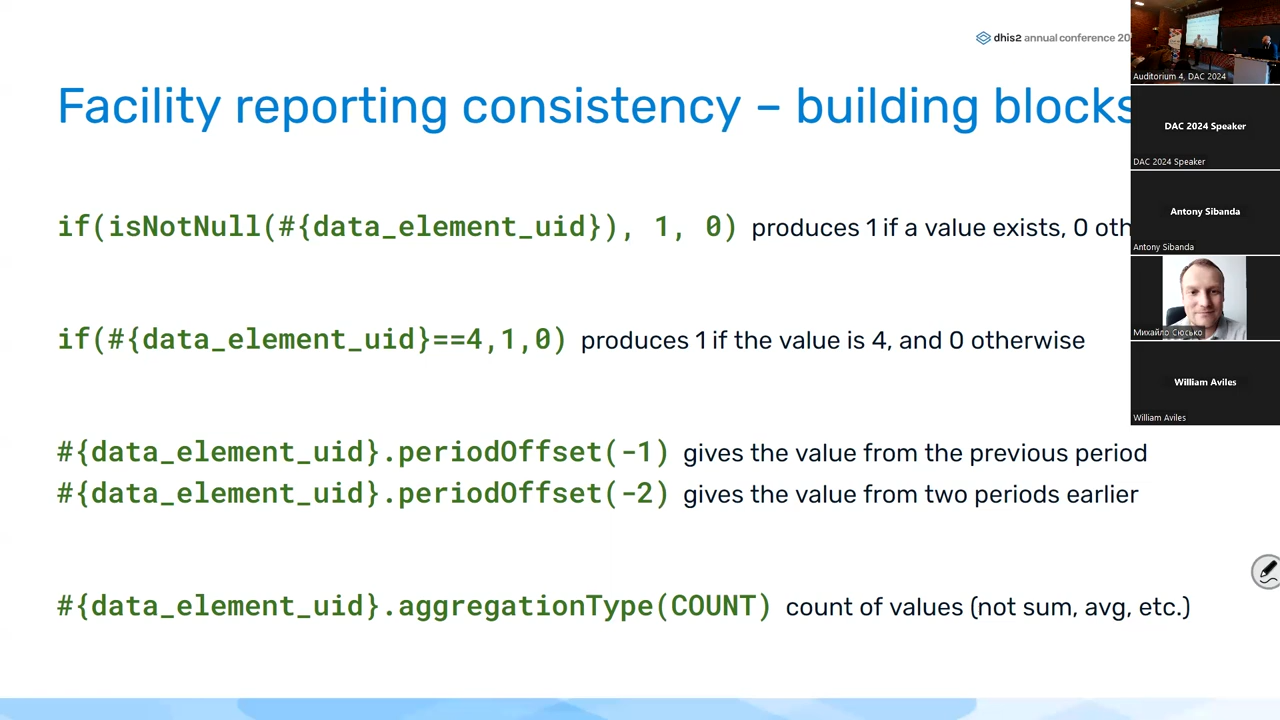 dhis2 annual conference 20
Facility reporting consistency – building blocks
if(isNotNull(#{data_element_uid}), 1, 0) produces 1 if a value exists, 0 oth
if(#{data_element_uid}==4,1,0) produces 1 if the value is 4, and 0 otherwise
#{data_element_uid}.periodOffset(-1) gives the value from the previous period
#{data_element_uid}.periodOffset(-2) gives the value from two periods earlier
#{data_element_uid}.aggregationType(COUNT) count of values (not sum, avg, etc.)
Auditorium 4, DAC 2024
DAC 2024 Speaker
DAC 2024 Speaker
Antony Sibanda
Antony Sibanda
Михайло Сюсько
William Aviles
William Aviles